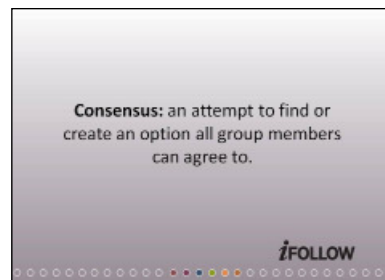 Consensus: an attempt to find or
create an option all group members
can agree to.
iFOLLOW